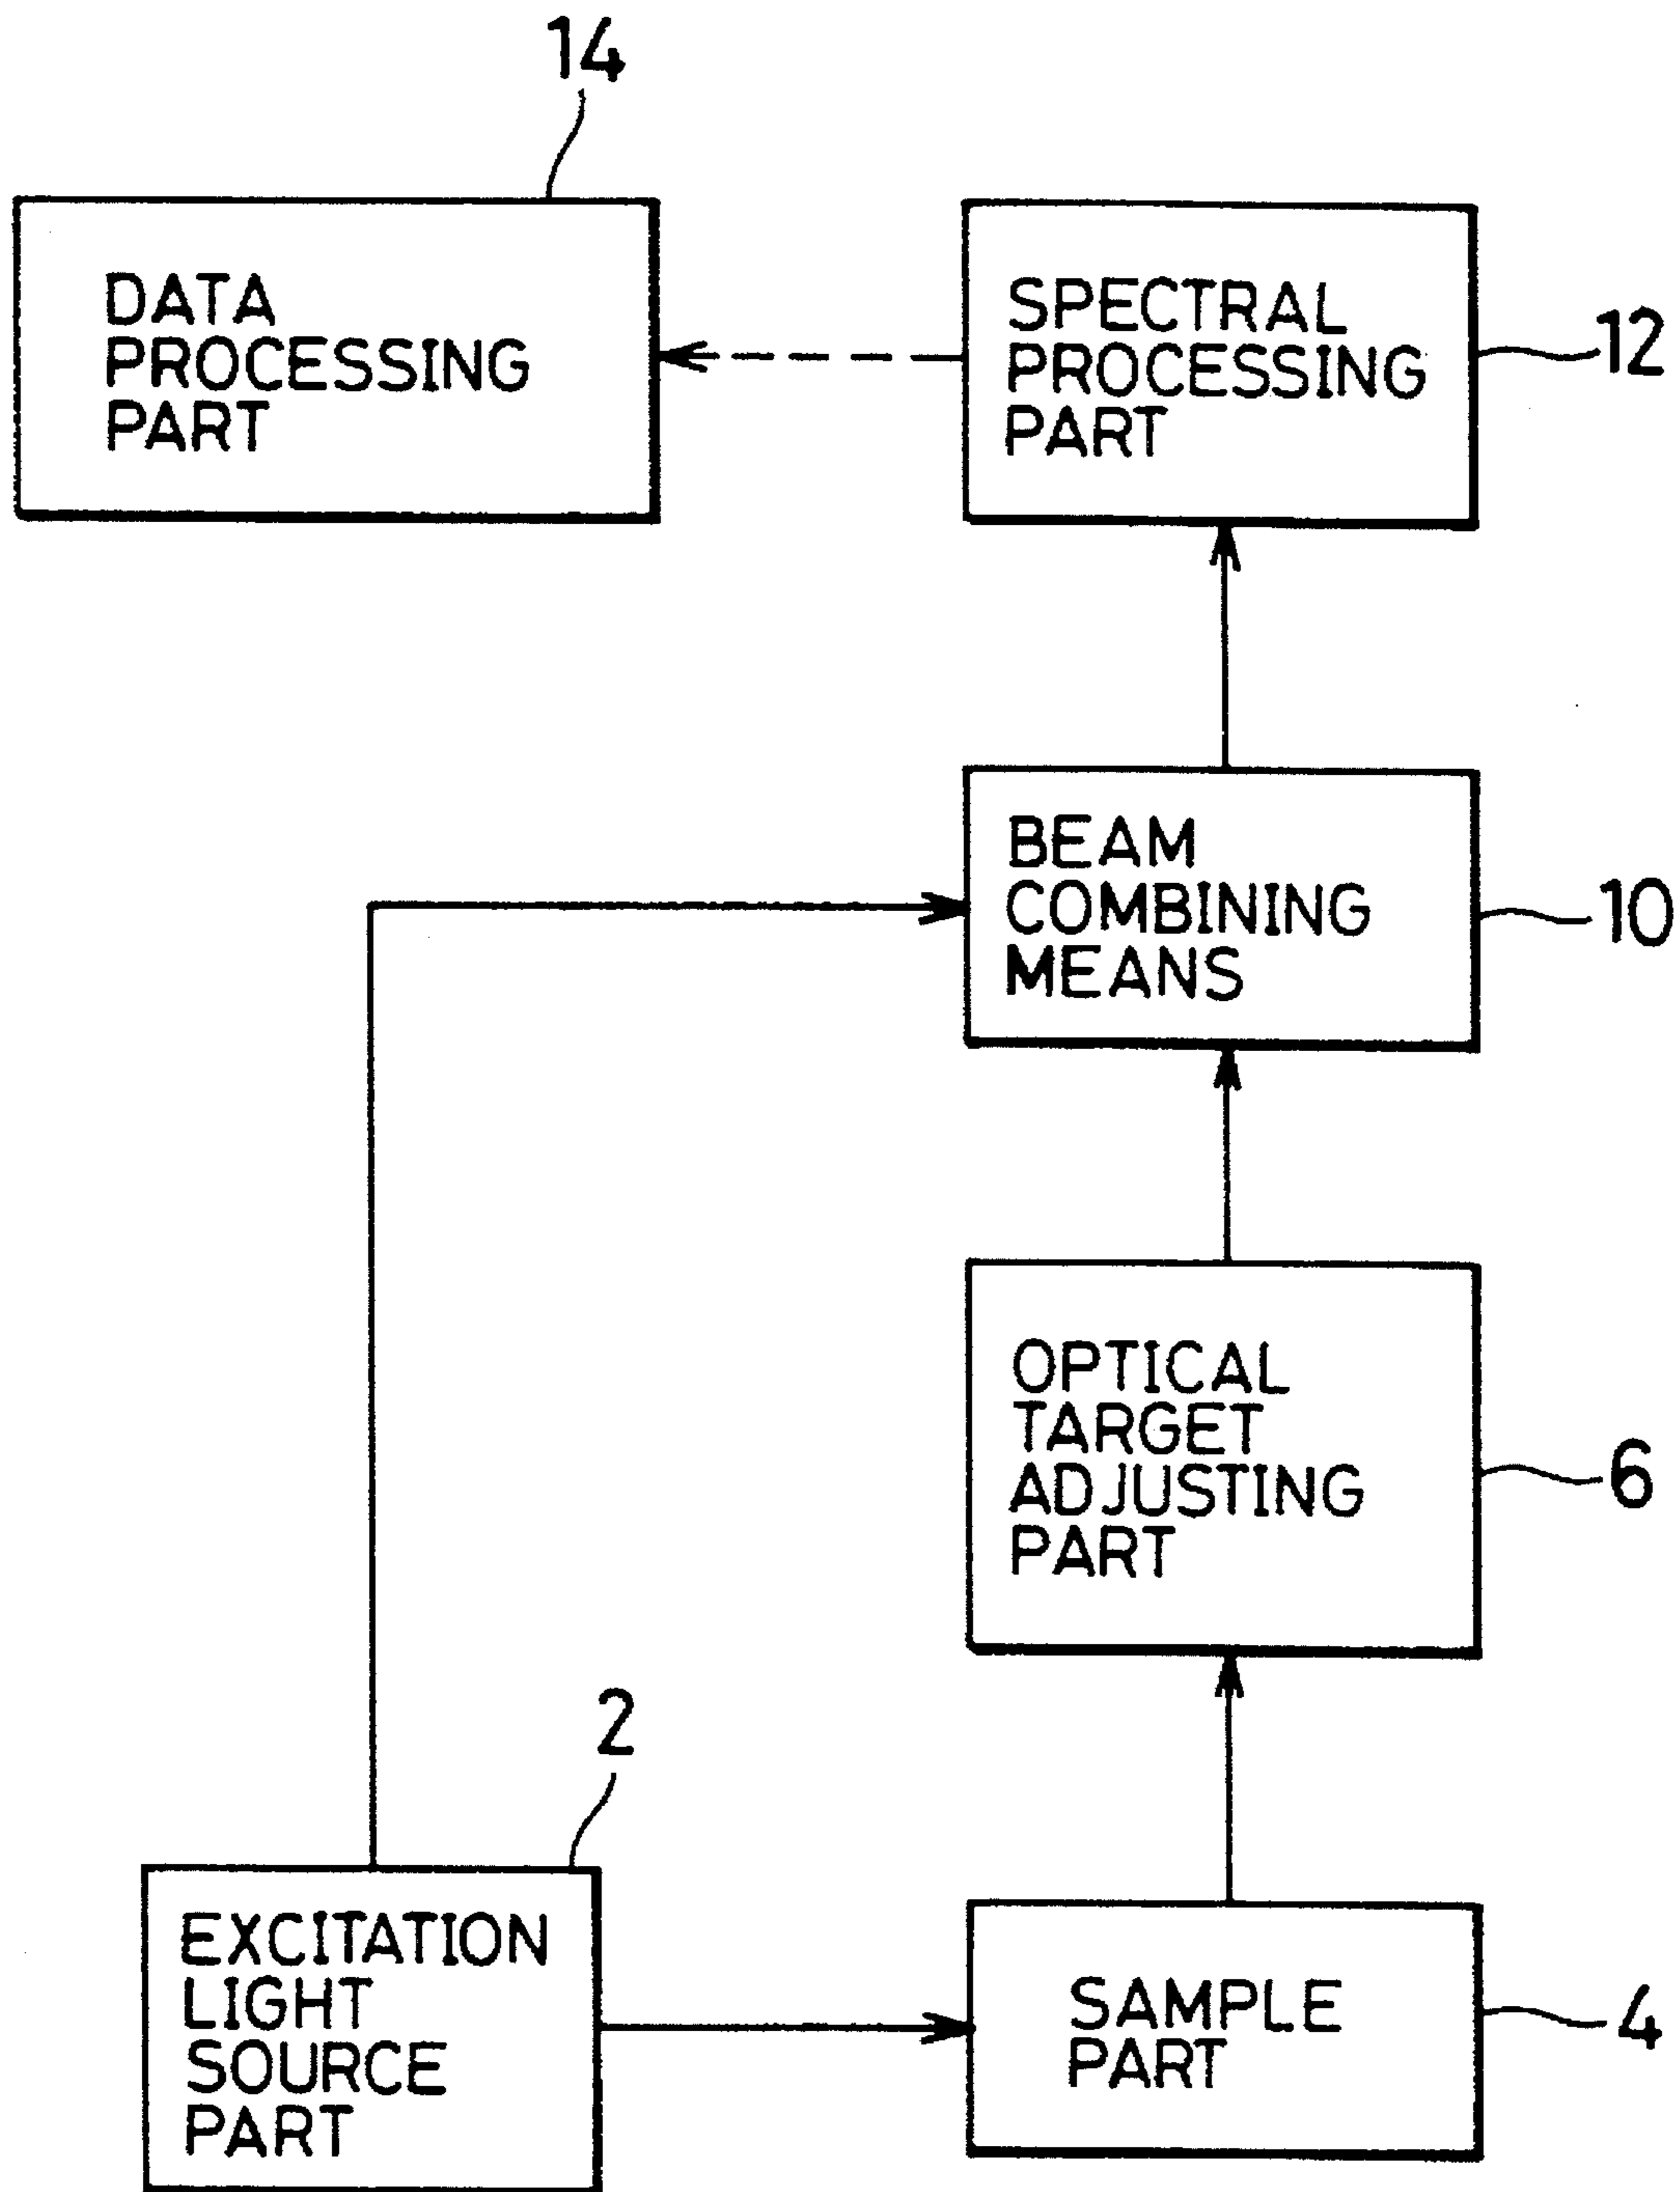 14
DATA
PROCESSING
PART
SPECTRAL
PROCESSING
PART
12
BEAM
COMBINING
MEANS
10
OPTICAL
TARGET
ADJUSTING
PART
6
2
EXCITATION
LIGHT
SOURCE
PART
SAMPLE
PART
4